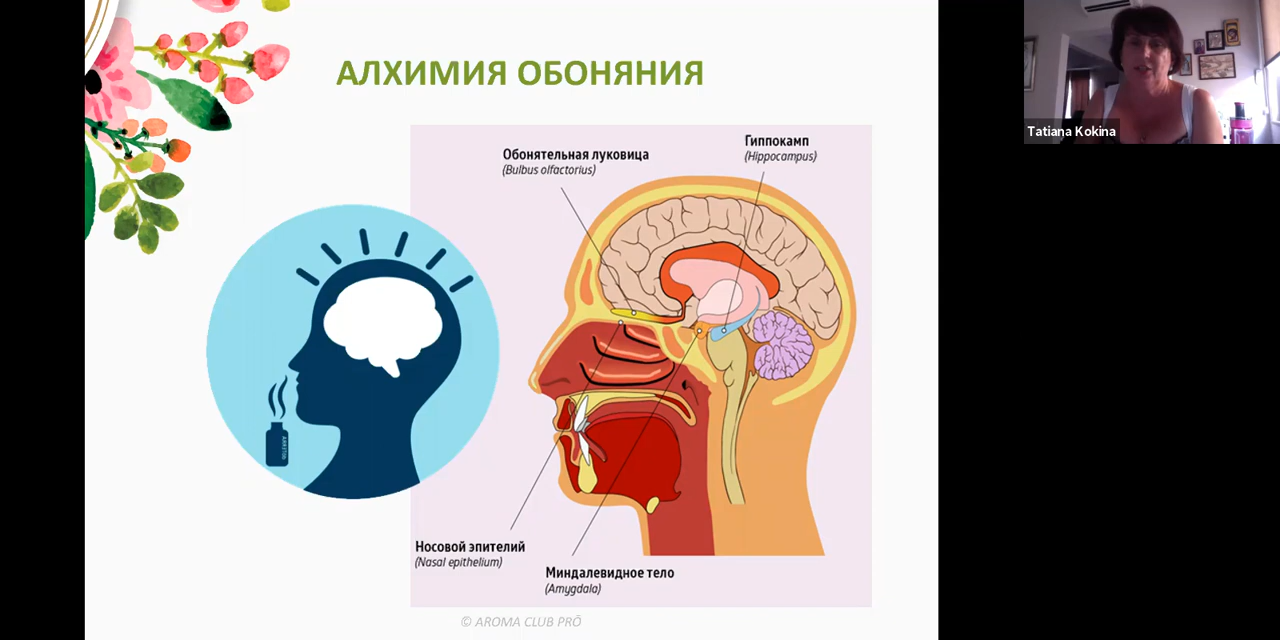 АЛХИМИЯ ОБОНЯНИЯ
Гиппокамп
(Hippocampus)
Обонятельная луковица
(Bulbus olfactorius)
Tatiana Kokina
Носовой эпителий
(Nasal epithelium)
Миндалевидное тело
(Amygdala)
© AROMA CLUB PRŌ